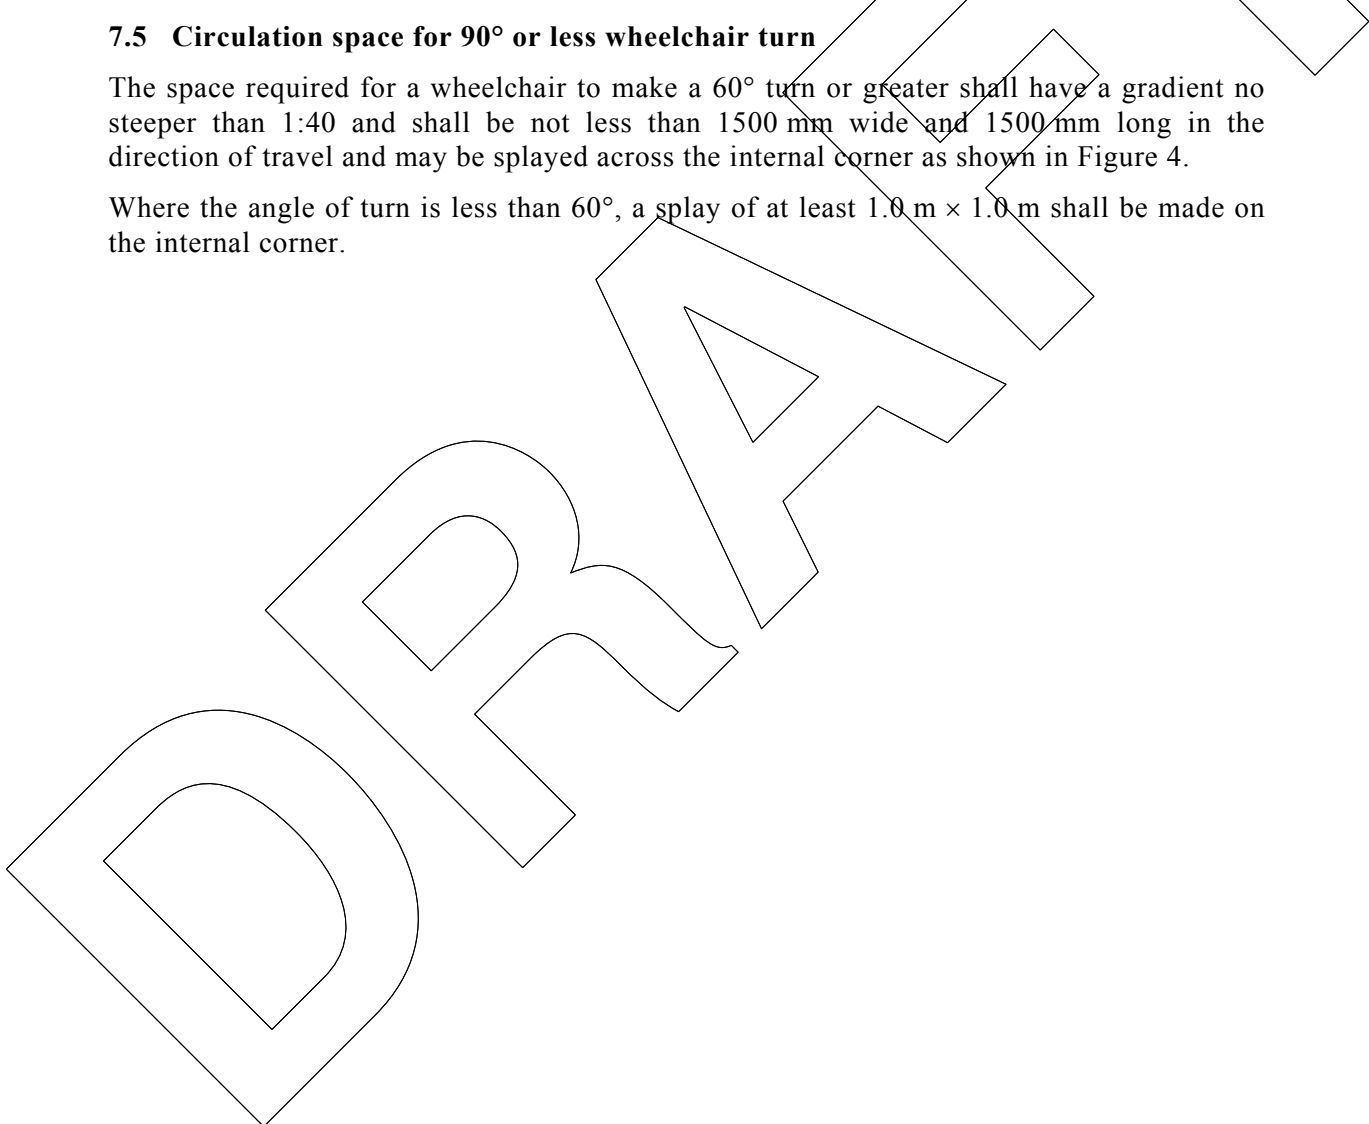 7.5 Circulation space for 90° or less wheelchair turn
The space required for a wheelchair to make a 60° turn or greater shall have a gradient no
steeper than 1:40 and shall be not less than 1500 mm wide and 1500 mm long in the
direction of travel and may be splayed across the internal corner as shown in Figure 4.
Where the angle of turn is less than 60°, a splay of at least 1.0 m × 1.0 m shall be made on
the internal corner.
DRAFT